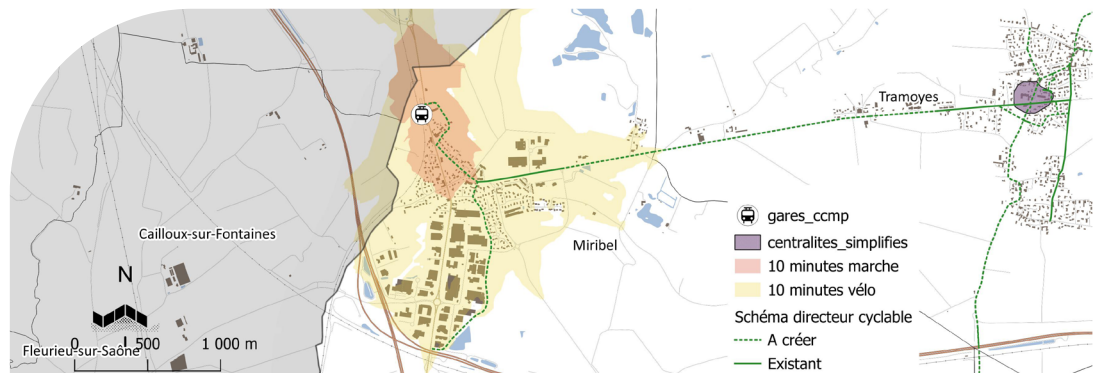 Tramoyes
Cailloux-sur-Fontaines
Miribel
N
0 500 1 000 m
Fleurieu-sur-Saône
gares_ccmp
centralites_simplifies
10 minutes marche
10 minutes vélo
Schéma directeur cyclable
A créer
Existant